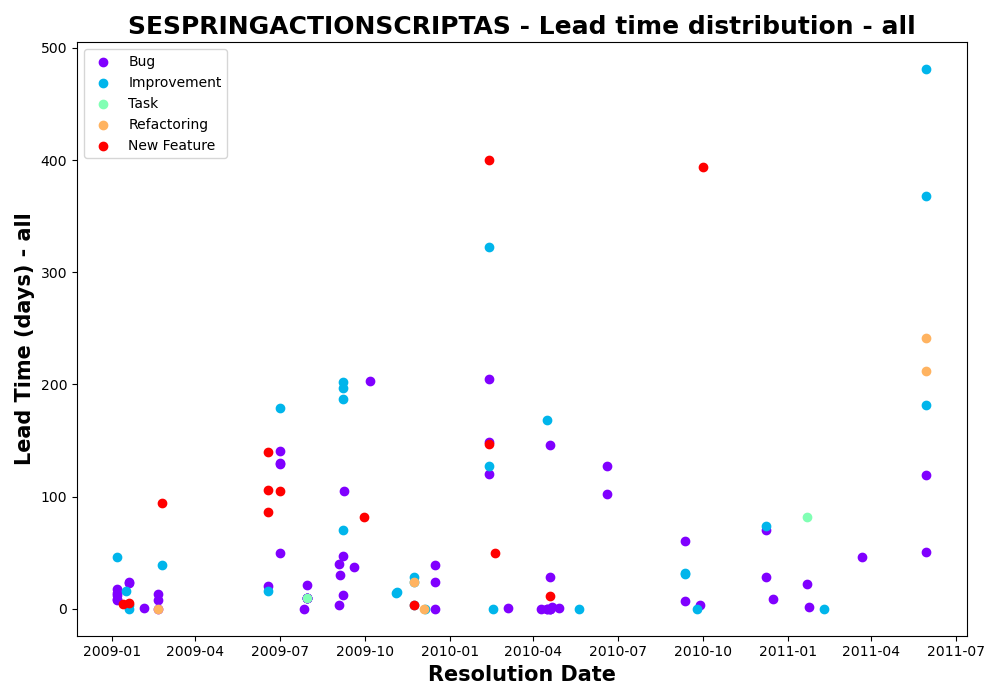 SESPRINGACTIONSCRIPTAS - Lead time distribution - all
500
400
300
200
100
0
Lead Time (days) - all
Bug
Improvement
Task
Refactoring
New Feature
2009-01 2009-04 2009-07 2009-10 2010-01 2010-04 2010-07 2010-10 2011-01 2011-04 2011-07
Resolution Date